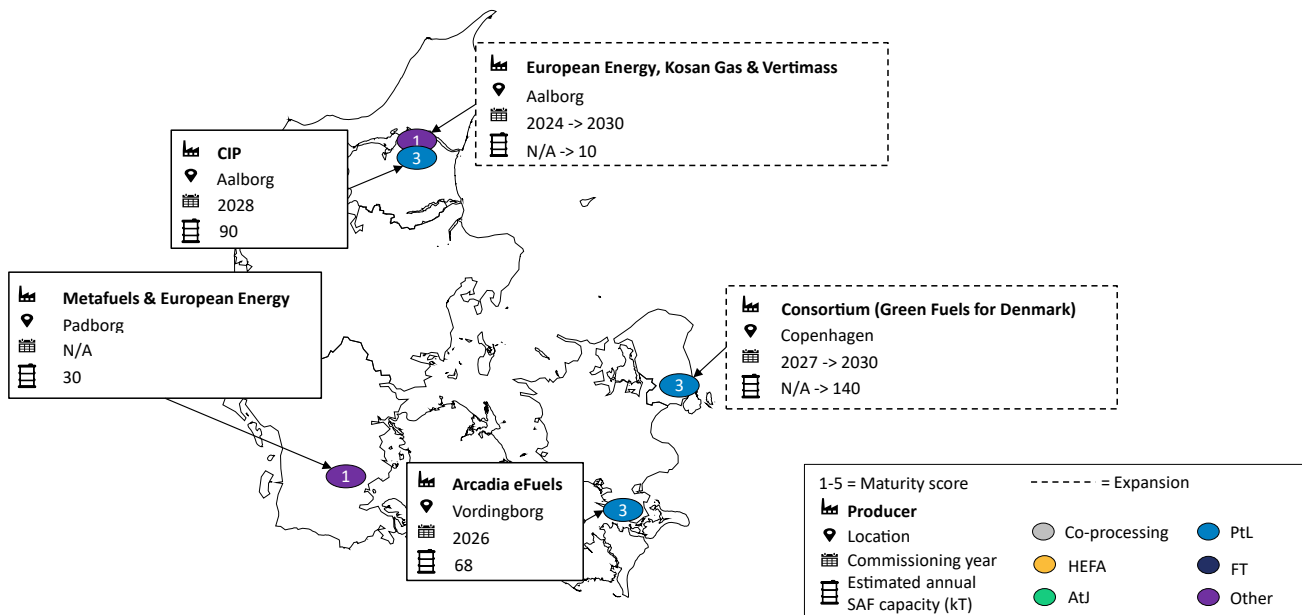 European Energy, Kosan Gas & Vertimass
Aalborg
2024 -> 2030
N/A -> 10
1
3
CIP
Aalborg
2028
90
Metafuels & European Energy
Padborg
N/A
30
Consortium (Green Fuels for Denmark)
Copenhagen
2027 -> 2030
N/A -> 140
3
1
Arcadia eFuels
Vordingborg
2026
68
3
1-5 = Maturity score
Producer
Location
Commissioning year
Estimated annual
SAF capacity (kT)
= Expansion
Co-processing
HEFA
AtJ
PtL
FT
Other